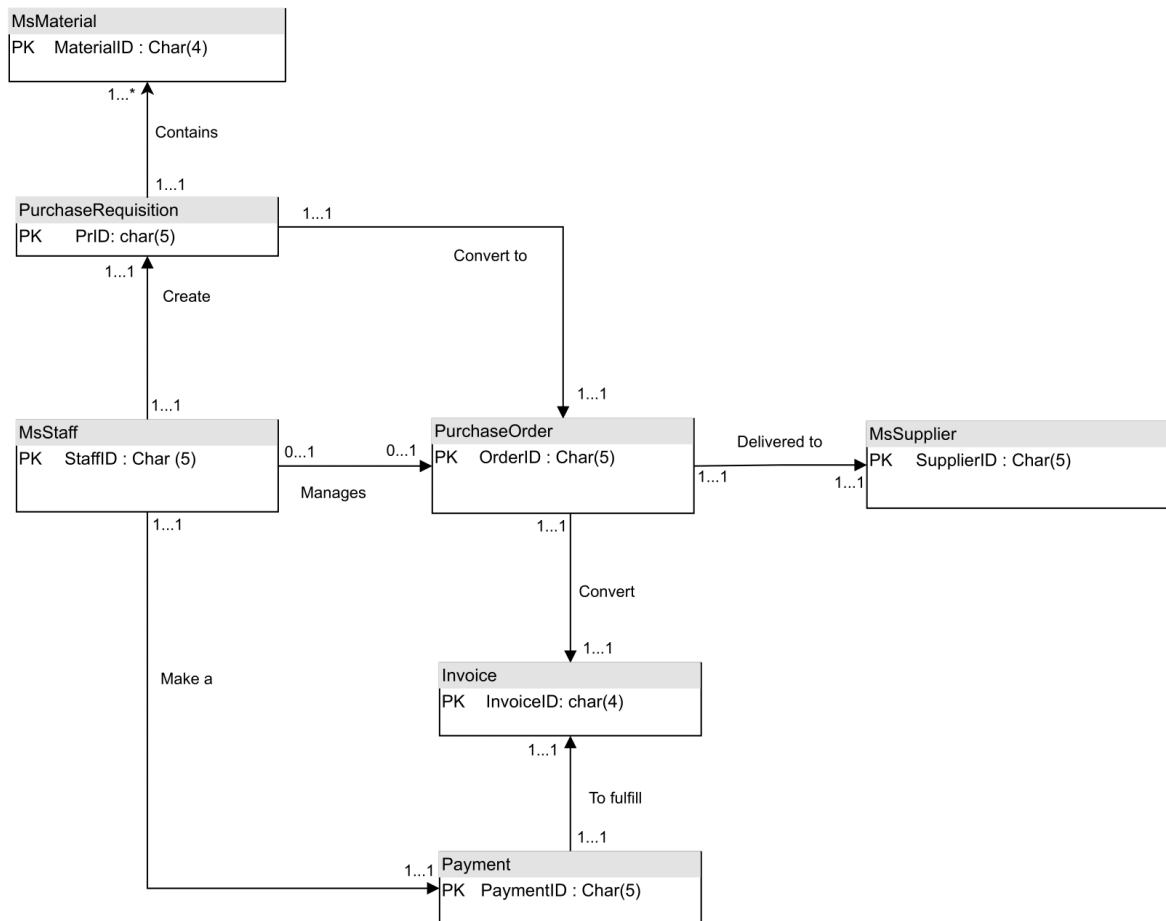 MsMaterial
PK MaterialID : Char(4)
1...*
Contains
1...1
PurchaseRequisition
PK PrID: char(5)
1...1
Convert to
1...1
1...1
Create
1...1
MsStaff
PK StaffID : Char (5)
0...1
0...1
Manages
PurchaseOrder
PK OrderID : Char(5)
Delivered to
1...1
1...1
MsSupplier
PK SupplierID : Char(5)
1...1
Convert
1...1
Invoice
PK InvoiceID: char(4)
1...1
To fulfill
1...1
1...1
Make a
1...1
Payment
PK PaymentID : Char(5)